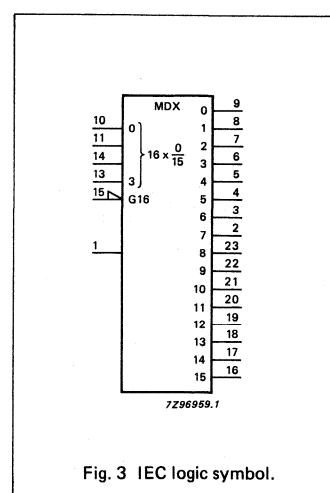 MDX
0 9
10 0 1 8
11 2 7
14 16 x 0/15 3 6
13 3 4 5
15 G16 5 4
6 3
7 2
1 8 23
9 22
10 21
11 20
12 19
13 18
14 17
15 16
7Z96959.1
Fig. 3 IEC logic symbol.